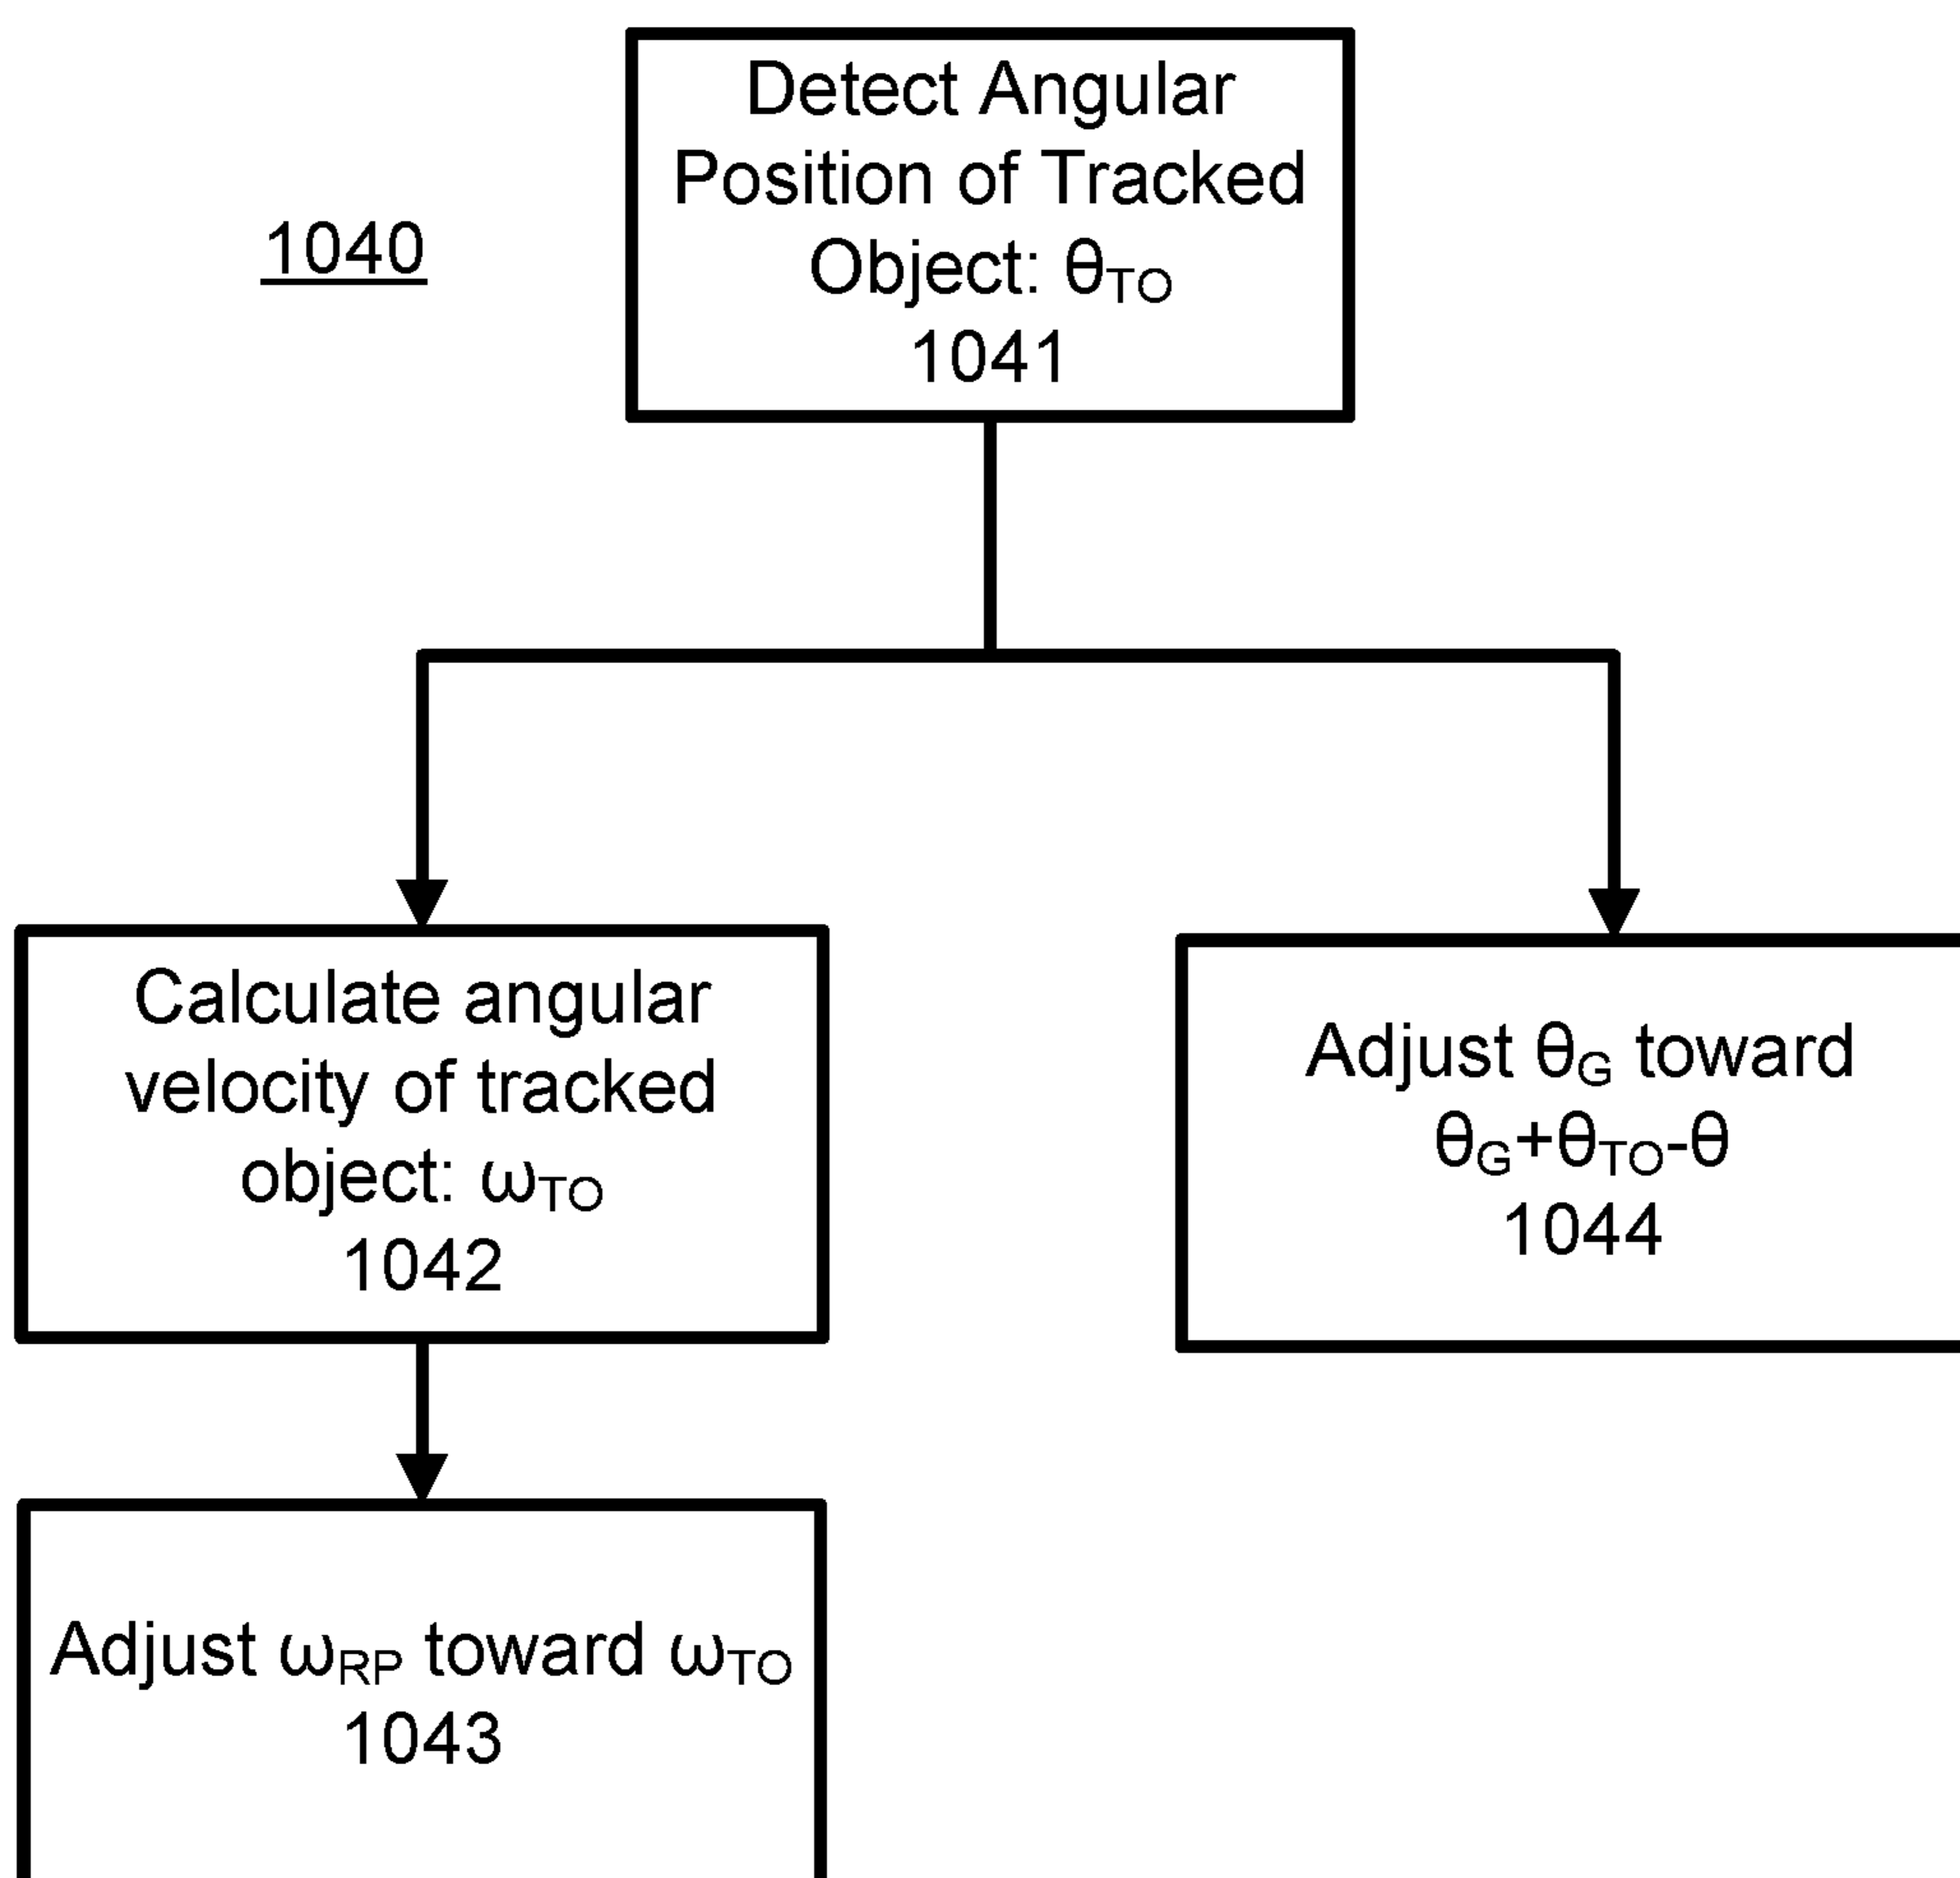 1040
Detect Angular
Position of Tracked
Object: θTO
1041
Calculate angular
velocity of tracked
object: ωTO
1042
Adjust θG toward
θG+θTO-θ
1044
Adjust ωRP toward ωTO
1043